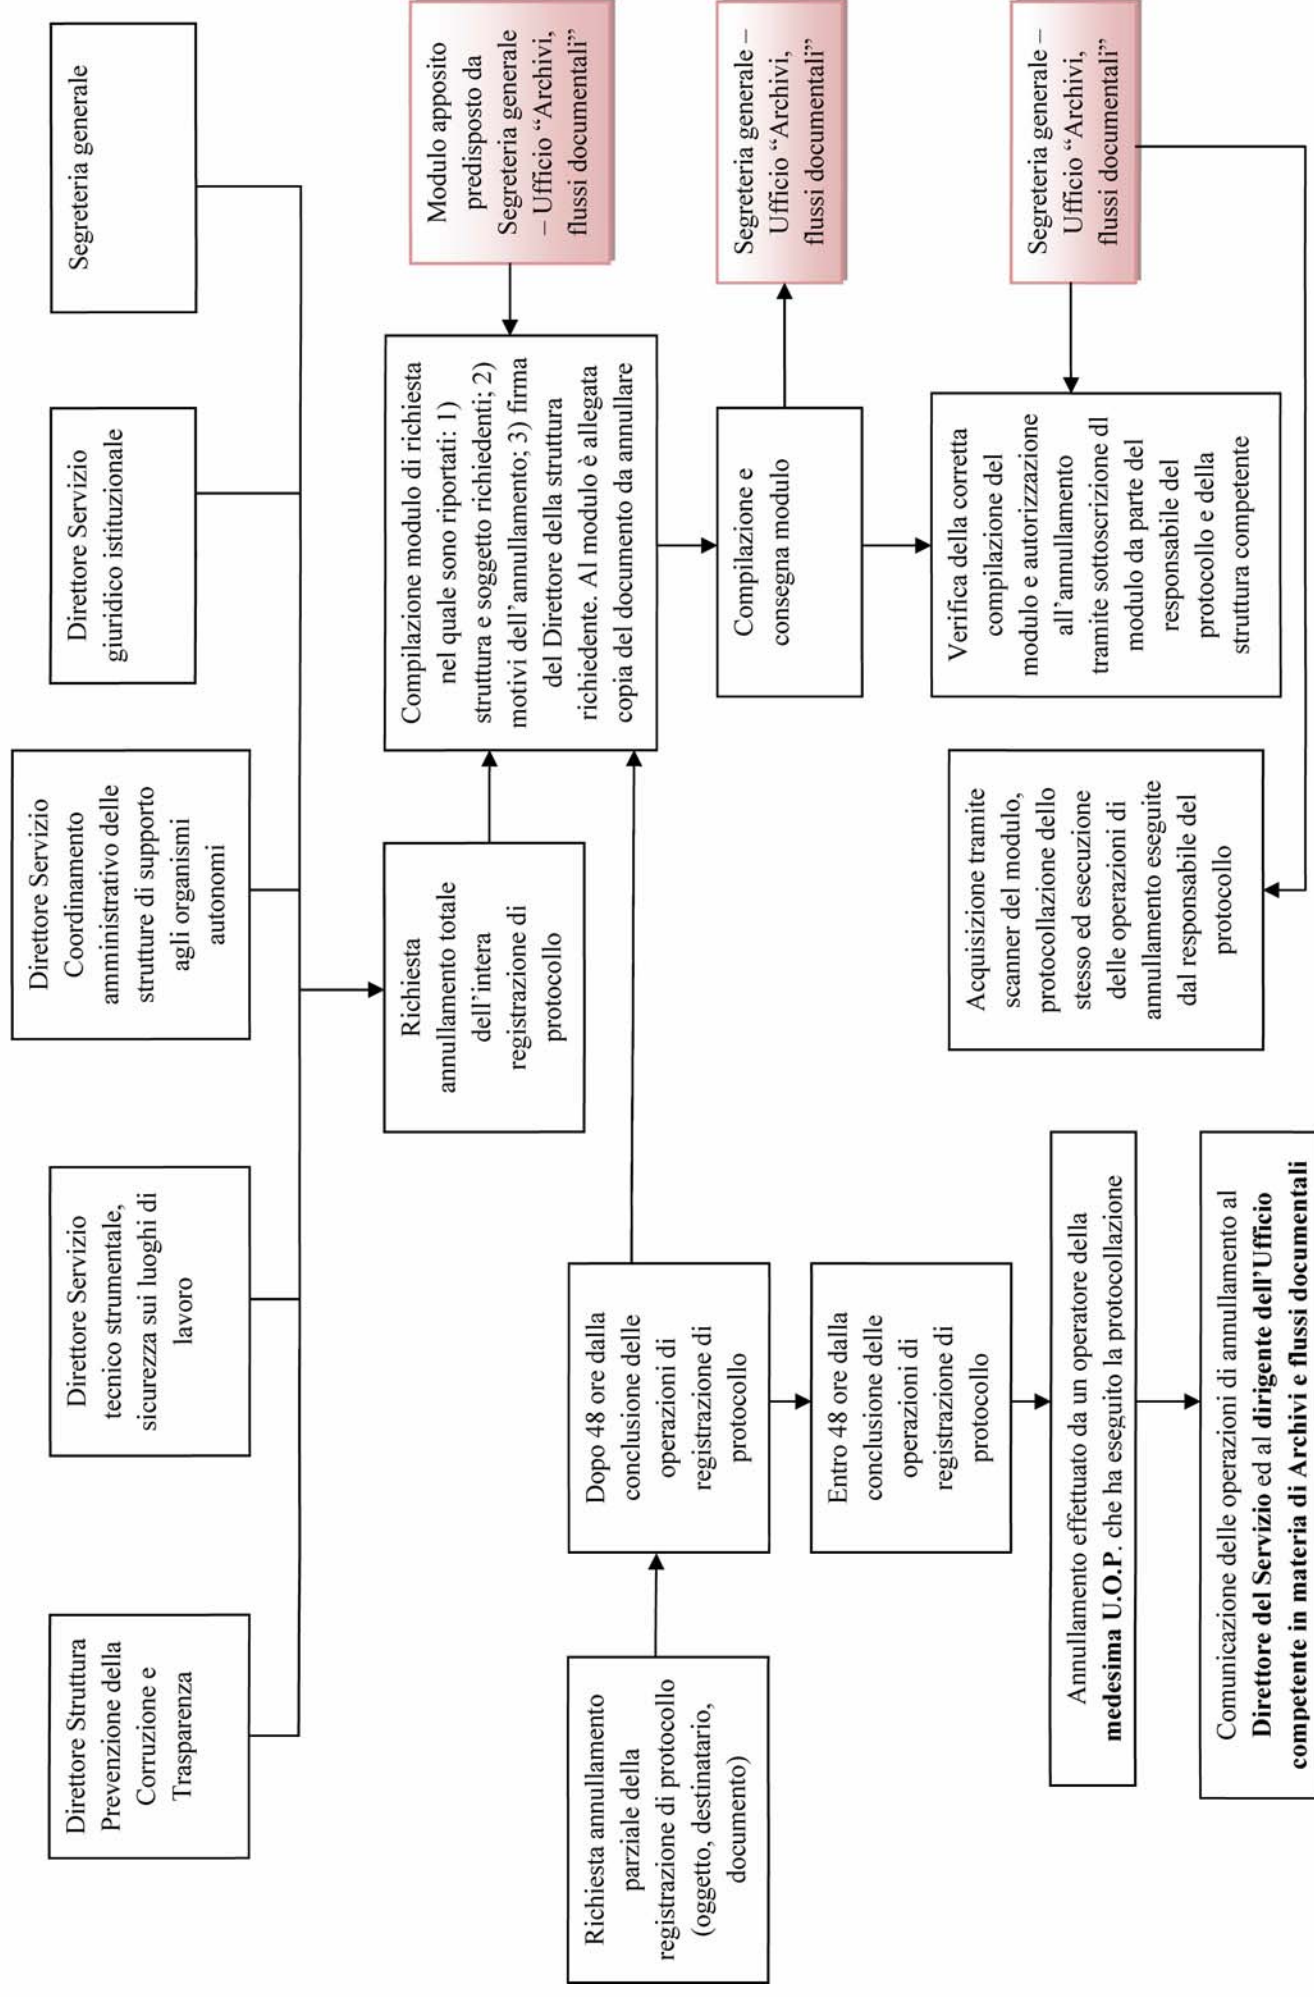 Direttore Struttura
Prevenzione della
Corruzione e
Trasparenza
Direttore Servizio
tecnico strumentale,
sicurezza sui luoghi di
lavoro
Direttore Servizio
Coordinamento
amministrativo delle
strutture di supporto
agli organismi
autonomi
Direttore Servizio
giuridico istituzionale
Segreteria generale
Richiesta
annullamento totale
dell'intera
registrazione di
protocollo
Compilazione modulo di richiesta
nel quale sono riportati: 1)
struttura e soggetto richiedenti; 2)
motivi dell'annullamento; 3) firma
del Direttore della struttura
richiedente. Al modulo è allegata
copia del documento da annullare
Modulo apposito
predisposto da
Segreteria generale
– Ufficio “Archivi,
flussi documentali”
Richiesta annullamento
parziale della
registrazione di protocollo
(oggetto, destinatario,
documento)
Dopo 48 ore dalla
conclusione delle
operazioni di
registrazione di
protocollo
Compilazione e
consegna modulo
Segreteria generale –
Ufficio “Archivi,
flussi documentali”
Entro 48 ore dalla
conclusione delle
operazioni di
registrazione di
protocollo
Acquisizione tramite
scanner del modulo,
protocollazione dello
stesso ed esecuzione
delle operazioni di
annullamento eseguite
dal responsabile del
protocollo
Verifica della corretta
compilazione del
modulo e autorizzazione
all'annullamento
tramite sottoscrizione dl
modulo da parte del
responsabile del
protocollo e della
struttura competente
Segreteria generale –
Ufficio “Archivi,
flussi documentali”
Annullamento effettuato da un operatore della
medesima U.O.P. che ha eseguito la protocollazione
Comunicazione delle operazioni di annullamento al
Direttore del Servizio ed al dirigente dell'Ufficio
competente in materia di Archivi e flussi documentali